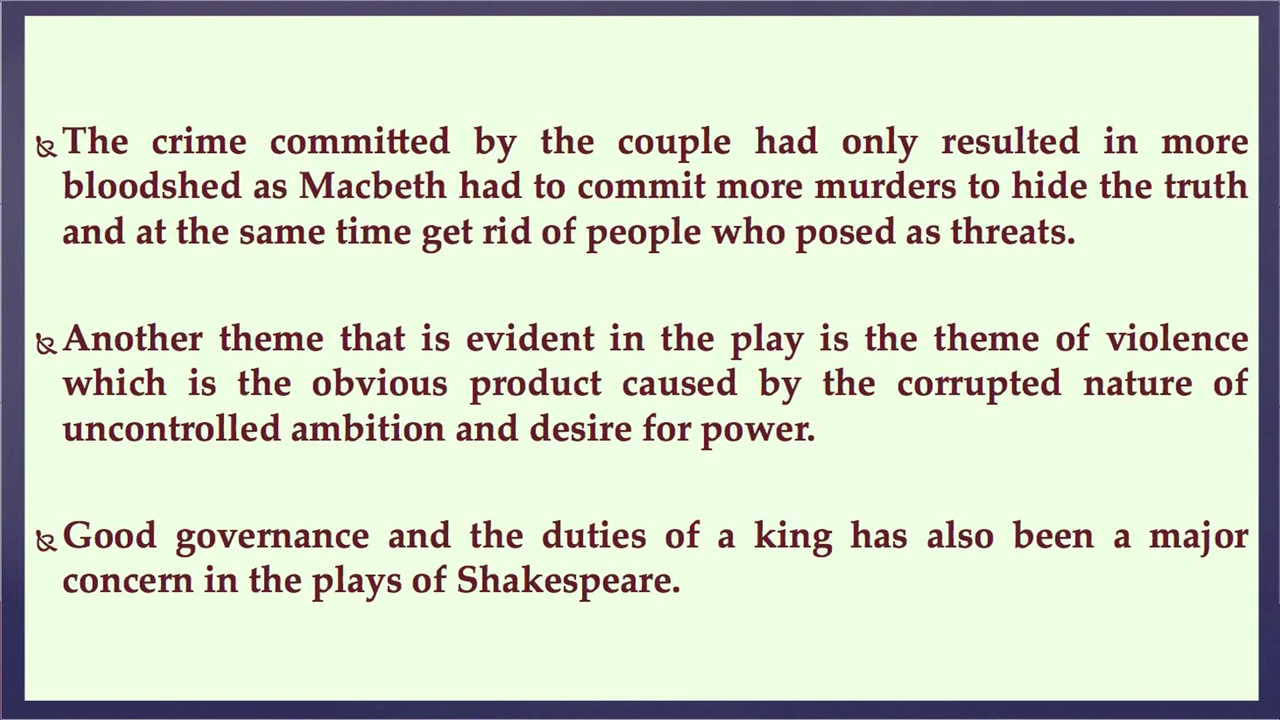 The crime committed by the couple had only resulted in more
bloodshed as Macbeth had to commit more murders to hide the truth
and at the same time get rid of people who posed as threats.
Another theme that is evident in the play is the theme of violence
which is the obvious product caused by the corrupted nature of
uncontrolled ambition and desire for power.
Good governance and the duties of a king has also been a major
concern in the plays of Shakespeare.